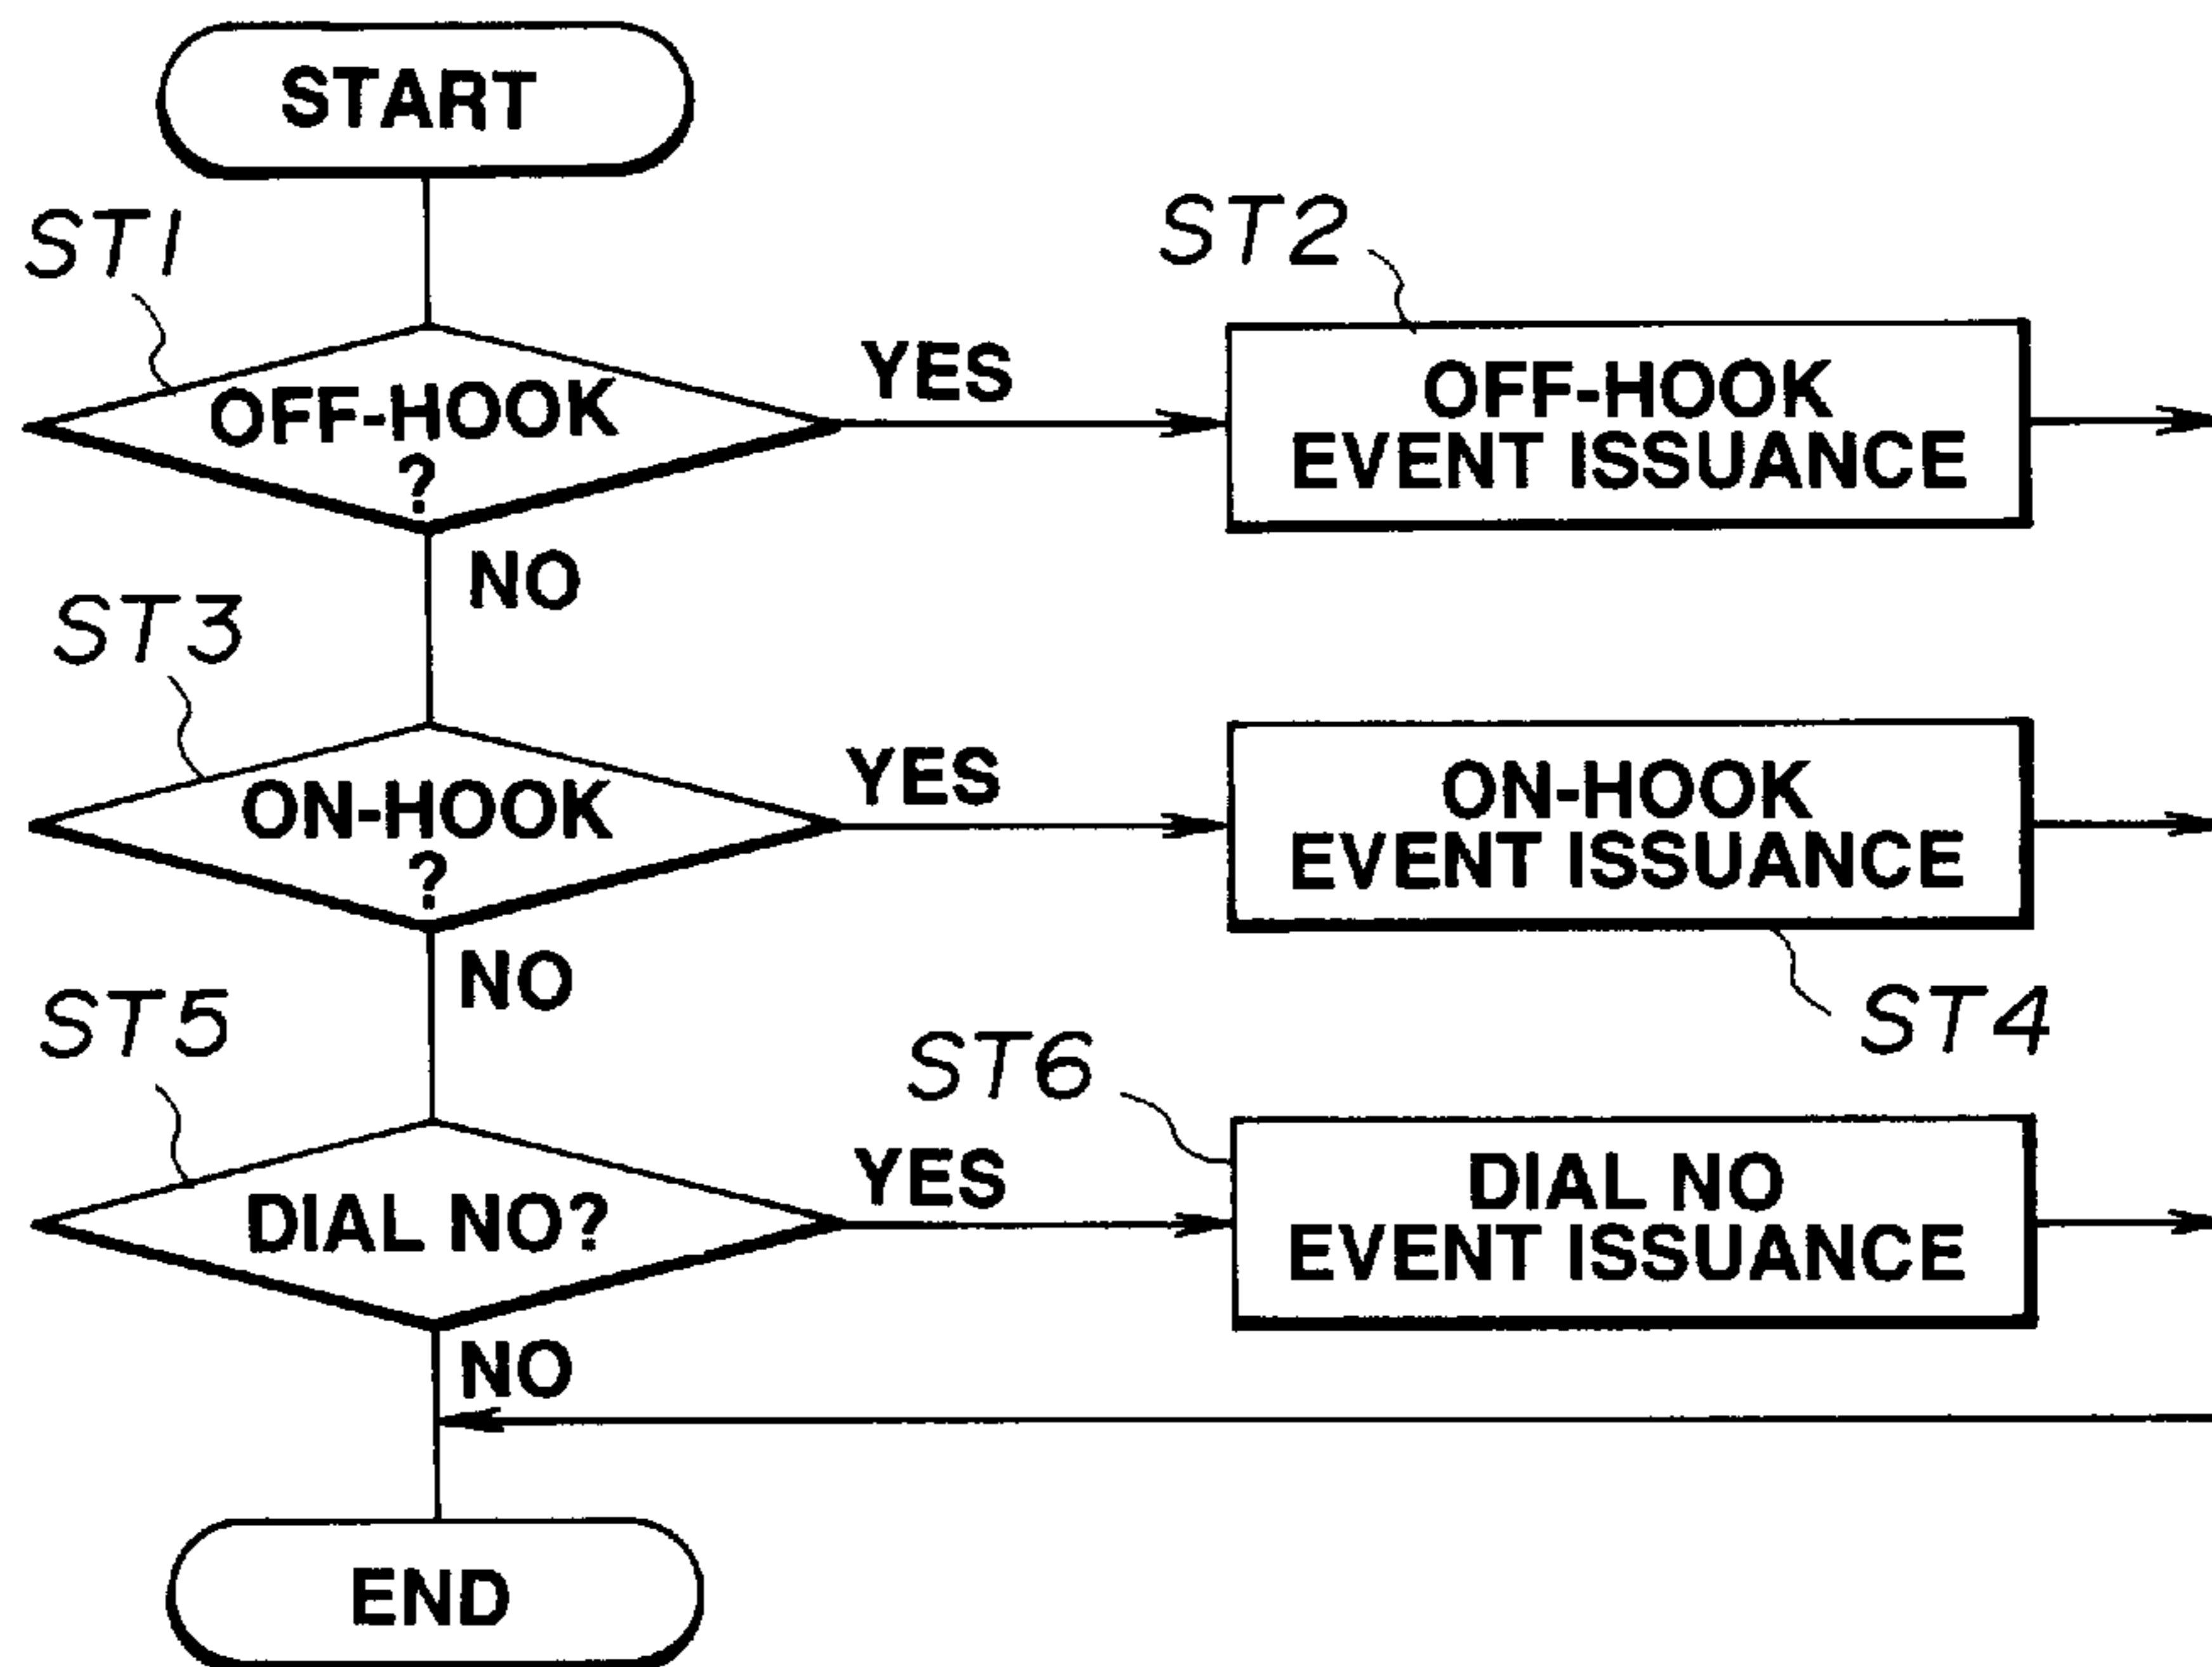 START
ST1
ST2
OFF-HOOK
?
YES
OFF-HOOK
EVENT ISSUANCE
NO
ST3
ON-HOOK
?
YES
ON-HOOK
EVENT ISSUANCE
NO
ST4
ST5
ST6
DIAL NO?
YES
DIAL NO
EVENT ISSUANCE
NO
END